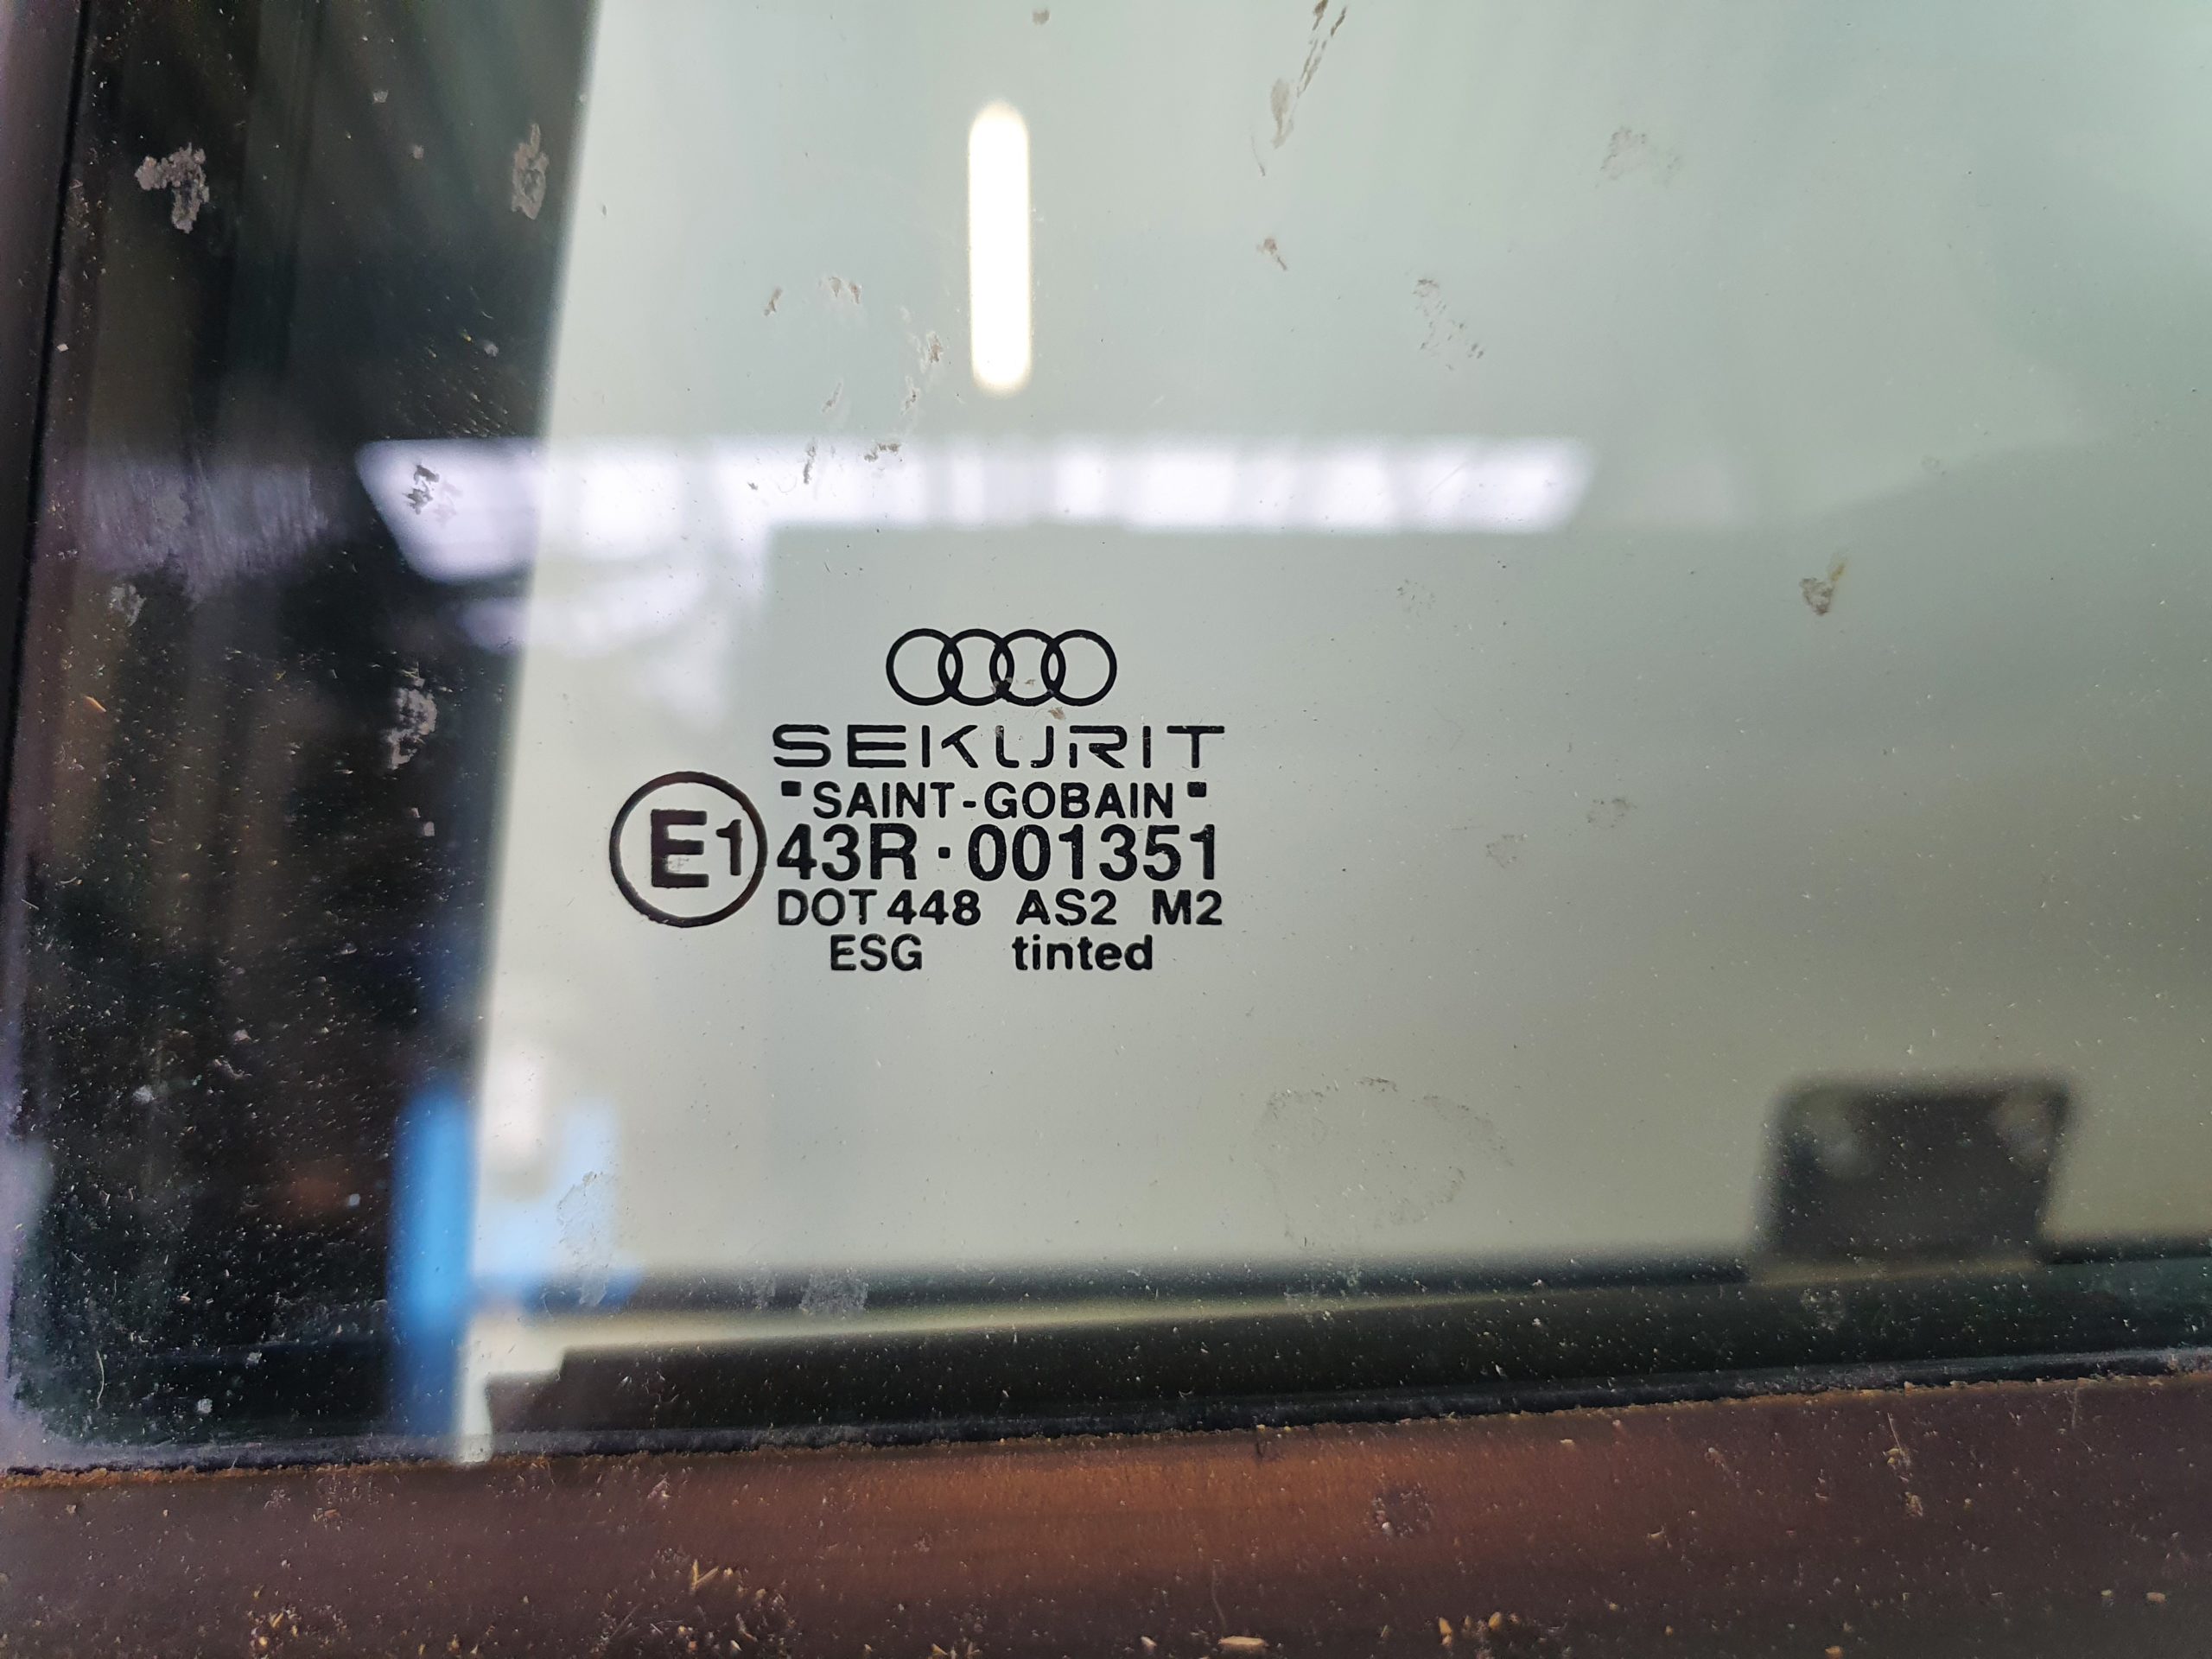 SEKURIT
"SAINT-GOBAIN"
E1 43R·001351
DOT 448 AS2 M2
ESG tinted